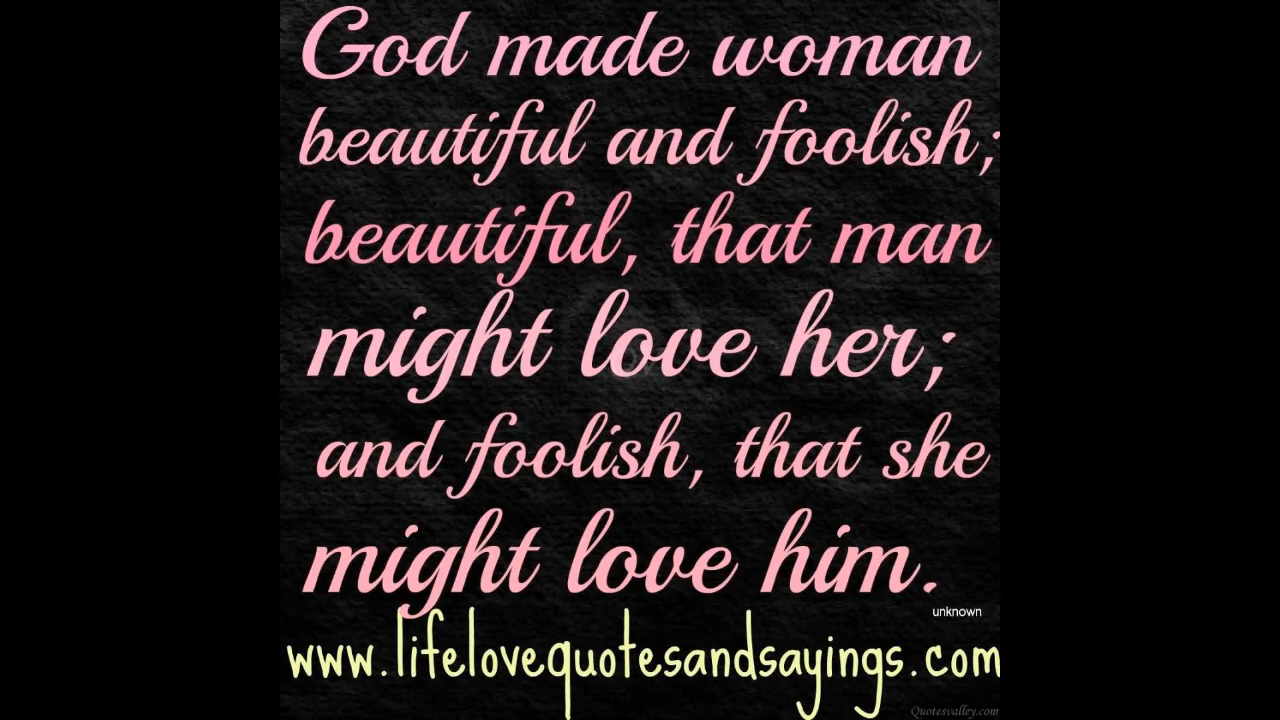 God made woman
beautiful and foolish;
beautiful, that man
might love her;
and foolish, that she
might love him.
unknown
www.lifelovequotesandsayings.com
Quotesvalley.com